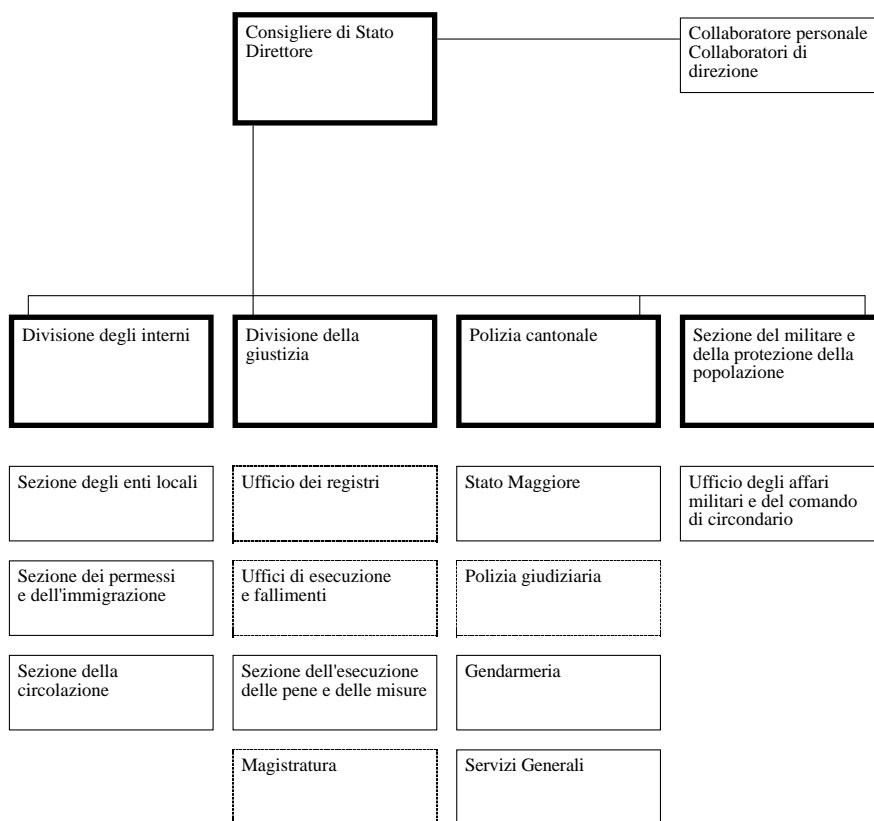 Consigliere di Stato
Direttore
Collaboratore personale
Collaboratori di
direzione
Divisione degli interni
Divisione della
giustizia
Polizia cantonale
Sezione del militare e
della protezione della
popolazione
Sezione degli enti locali
Ufficio dei registri
Stato Maggiore
Ufficio degli affari
militari e del comando
di circondario
Sezione dei permessi
e dell'immigrazione
Uffici di esecuzione
e fallimenti
Polizia giudiziaria
Sezione della
circolazione
Sezione dell'esecuzione
delle pene e delle misure
Gendarmeria
Magistratura
Servizi Generali